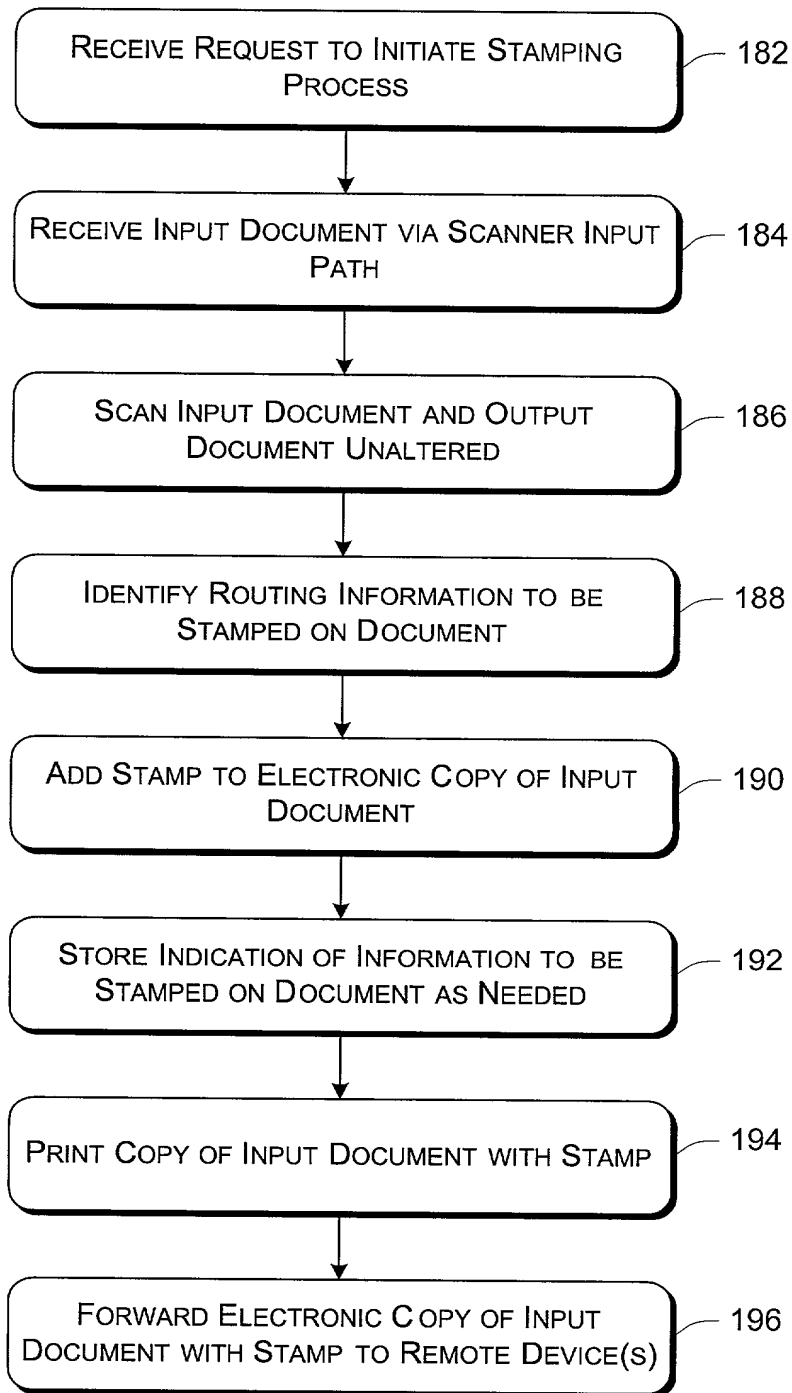 RECEIVE REQUEST TO INITIATE STAMPING
PROCESS
182
RECEIVE INPUT DOCUMENT VIA SCANNER INPUT
PATH
184
SCAN INPUT DOCUMENT AND OUTPUT
DOCUMENT UNALTERED
186
IDENTIFY ROUTING INFORMATION TO BE
STAMPED ON DOCUMENT
188
ADD STAMP TO ELECTRONIC COPY OF INPUT
DOCUMENT
190
STORE INDICATION OF INFORMATION TO BE
STAMPED ON DOCUMENT AS NEEDED
192
PRINT COPY OF INPUT DOCUMENT WITH STAMP
194
FORWARD ELECTRONIC COPY OF INPUT
DOCUMENT WITH STAMP TO REMOTE DEVICE(S)
196